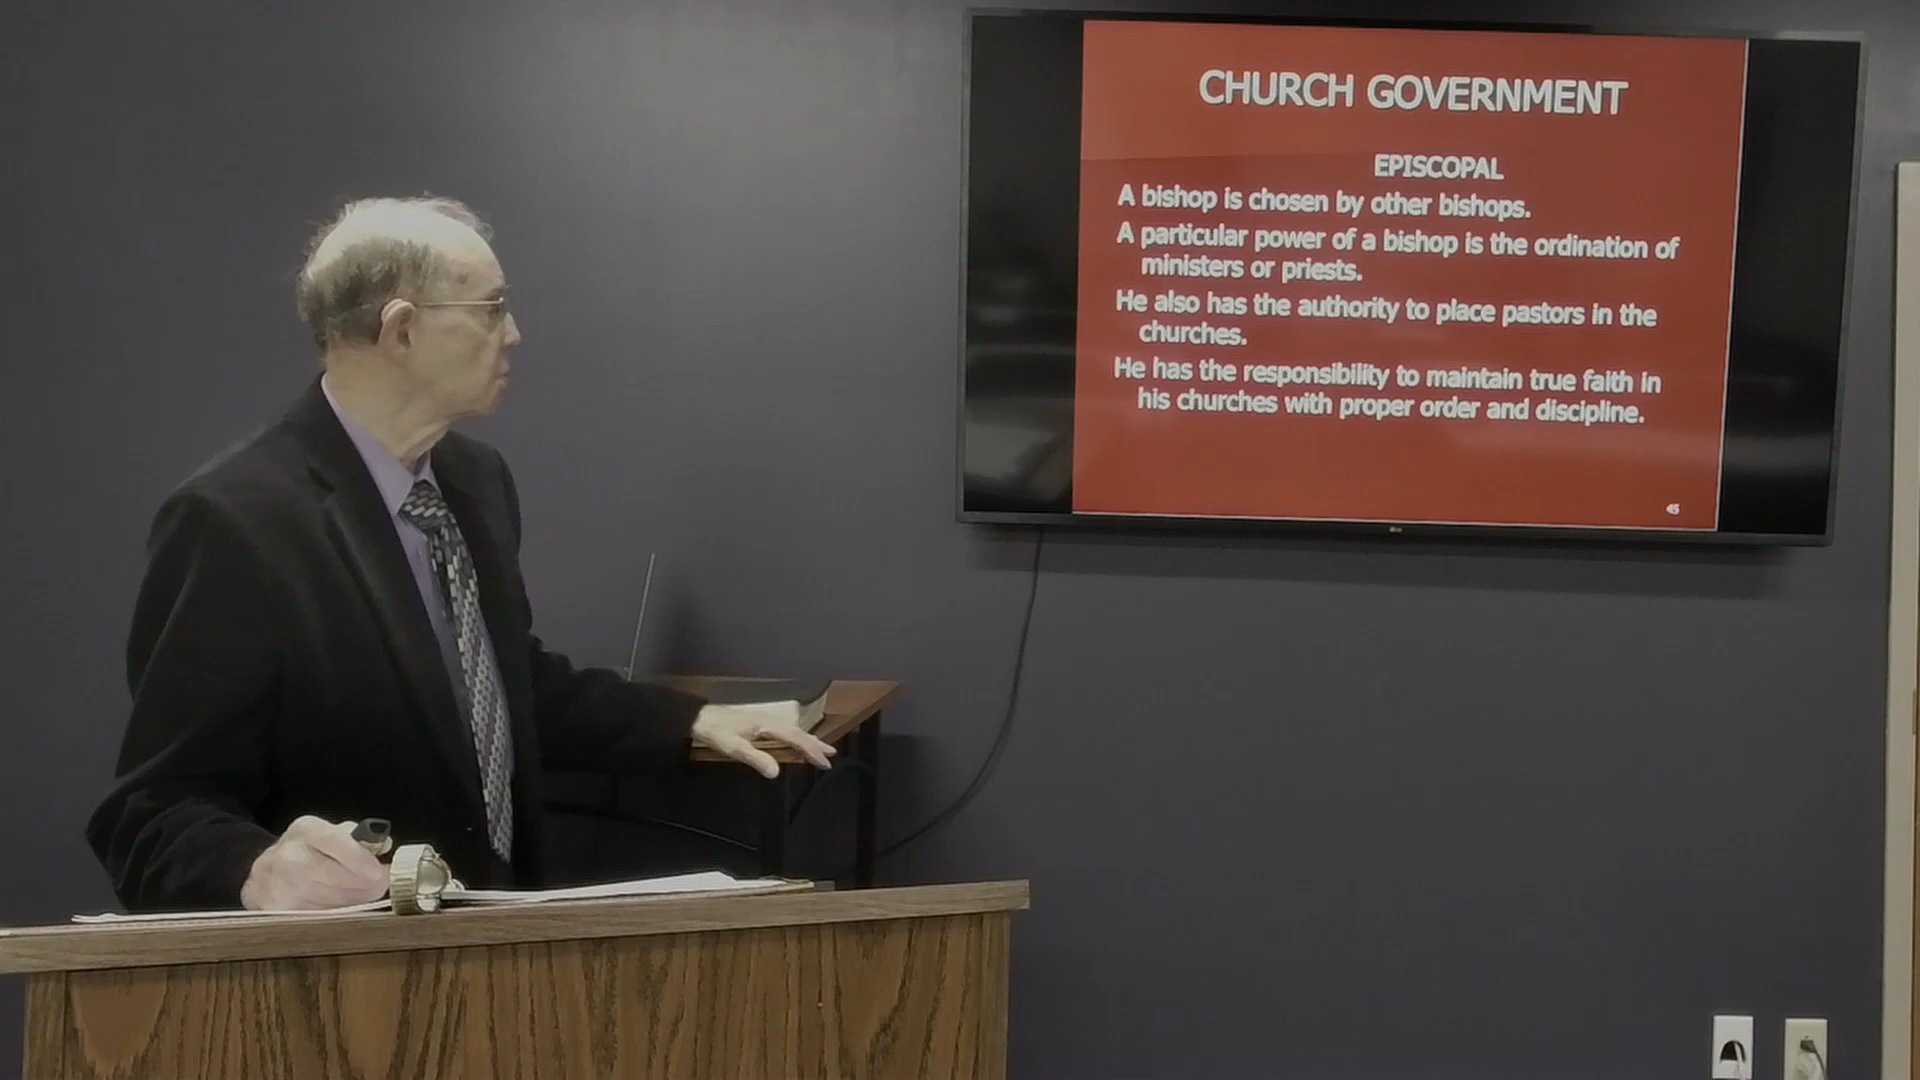 CHURCH GOVERNMENT
EPISCOPAL
A bishop is chosen by other bishops.
A particular power of a bishop is the ordination of
ministers or priests.
He also has the authority to place pastors in the
churches.
He has the responsibility to maintain true faith in
his churches with proper order and discipline.
45